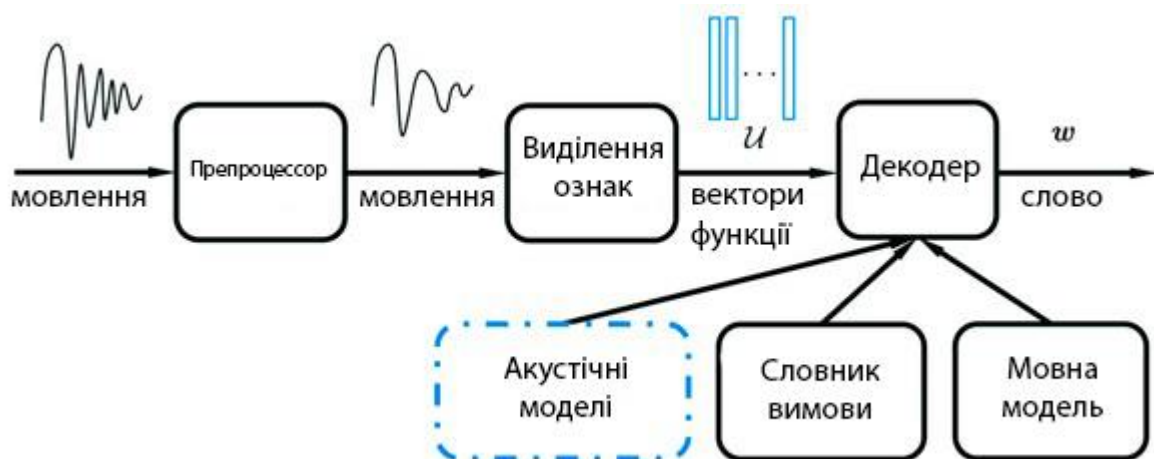 мовлення
Препроцессор
мовлення
Виділення
ознак
U
вектори
функції
Декодер
w
слово
Акустічні
моделі
Словник
вимови
Мовна
модель